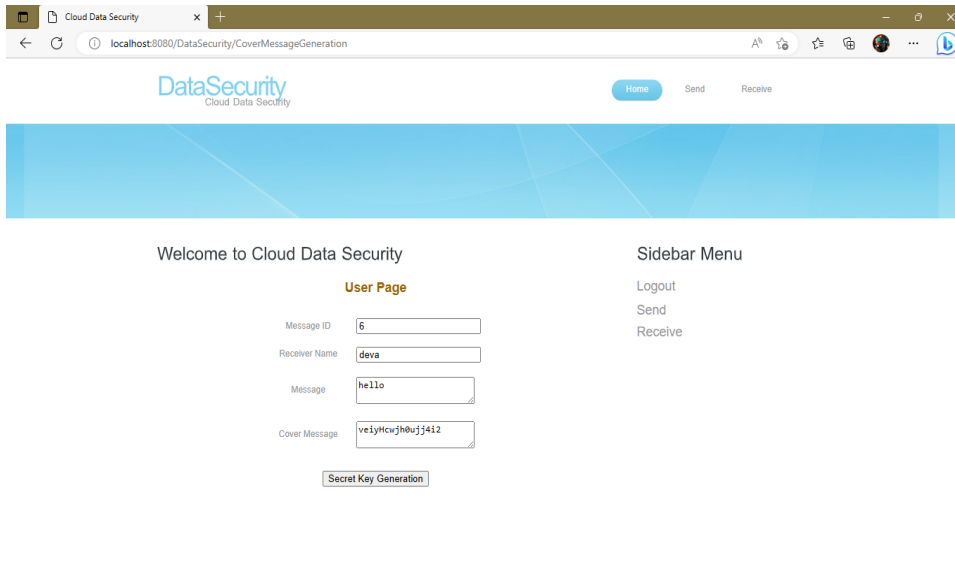 Cloud Data Security
localhost:8080/DataSecurity/CoverMessageGeneration
DataSecurity
Cloud Data Security
Home Send Receive
Welcome to Cloud Data Security
Sidebar Menu
User Page
Logout
Send
Receive
Message ID 6
Receiver Name deva
Message hello
Cover Message veiyHcwjh0ujj4i2
Secret Key Generation